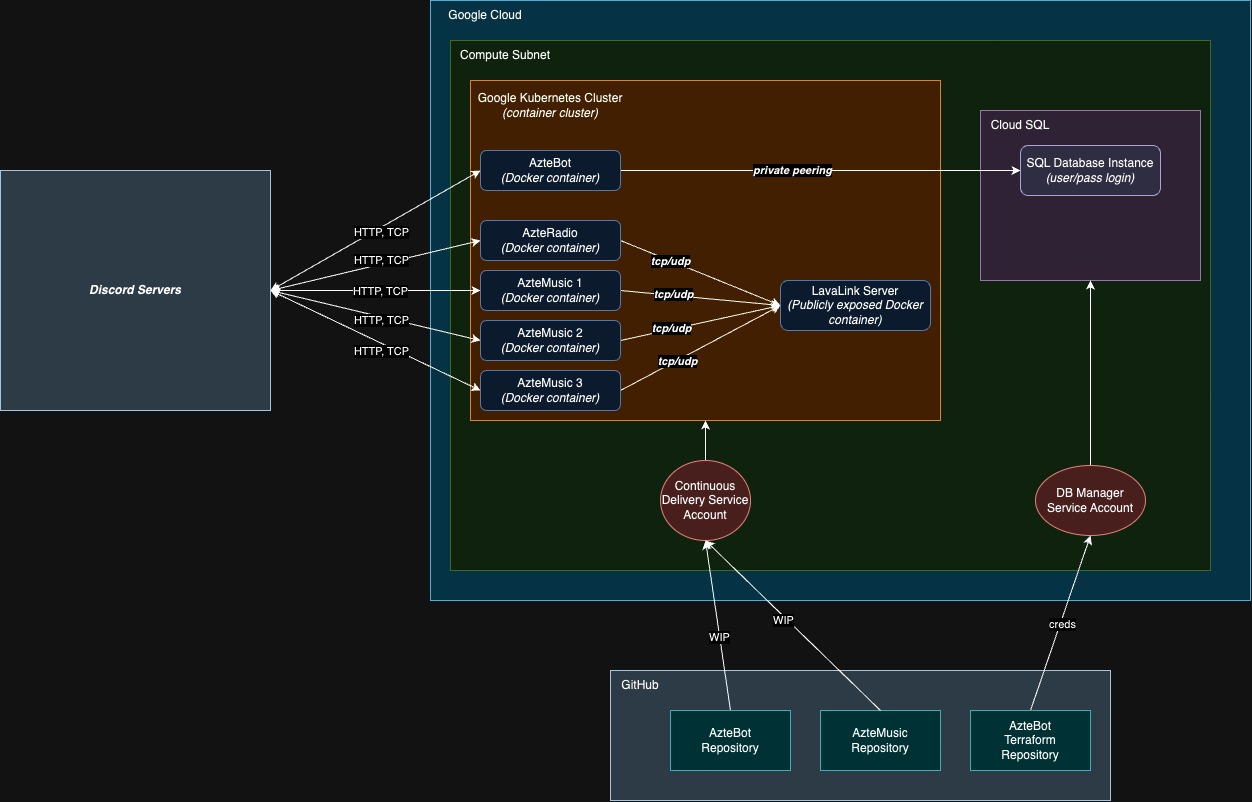 Google Cloud
Compute Subnet
Google Kubernetes Cluster
(container cluster)
Cloud SQL
AzteBot
(Docker container)
private peering
SQL Database Instance
(user/pass login)
Discord Servers
HTTP, TCP
HTTP, TCP
HTTP, TCP
HTTP, TCP
HTTP, TCP
AzteRadio
(Docker container)
AzteMusic 1
(Docker container)
AzteMusic 2
(Docker container)
AzteMusic 3
(Docker container)
tcp/udp
tcp/udp
tcp/udp
tcp/udp
LavaLink Server
(Publicly exposed Docker
container)
Continuous
Delivery Service
Account
DB Manager
Service Account
WIP
WIP
creds
GitHub
AzteBot
Repository
AzteMusic
Repository
AzteBot
Terraform
Repository